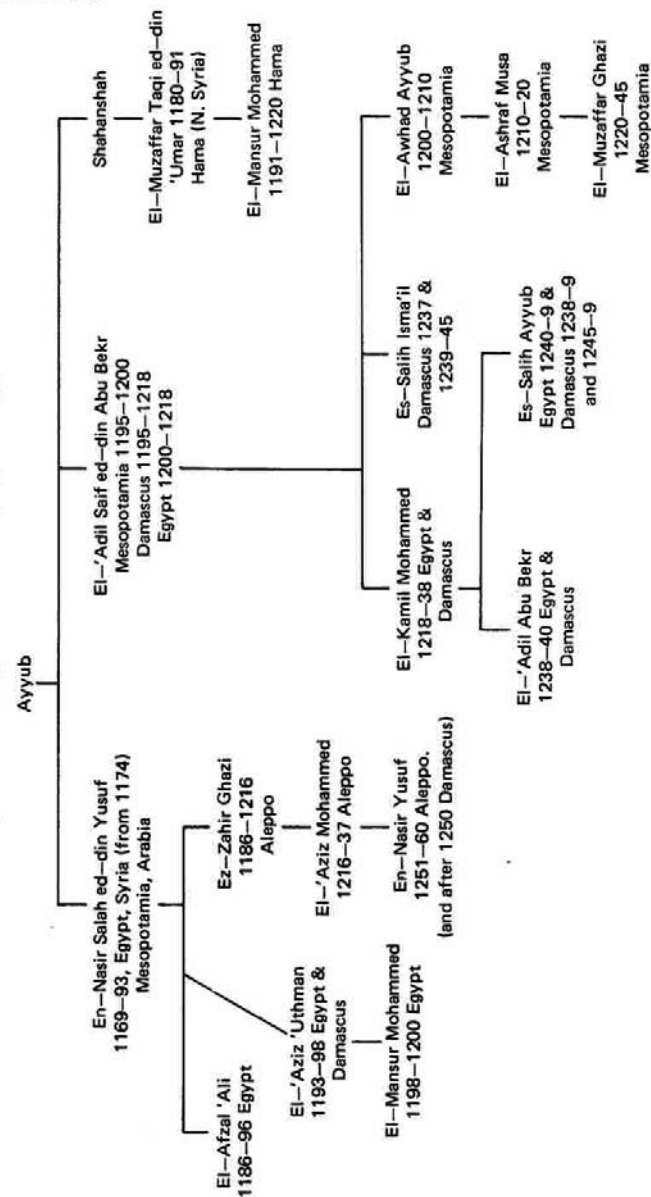 Ayyub
En—Nasir Salah ed—din Yusuf
1169—93, Egypt, Syria (from 1174)
Mesopotamia, Arabia
El—'Adil Saif ed—din Abu Bekr
Mesopotamia 1195—1200
Damascus 1195—1218
Egypt 1200—1218
Shahanshah
El—Muzaffar Taqi ed—din
'Umar 1180—91
Hama (N. Syria)
El—Mansur Mohammed
1191—1220 Hama
El—Afzal 'Ali
1186—96 Egypt
El—'Aziz 'Uthman
1193—98 Egypt &
Damascus
El—Mansur Mohammed
1198—1200 Egypt
Ez—Zahir Ghazi
1186—1216
Aleppo
El—'Aziz Mohammed
1216—37 Aleppo
En—Nasir Yusuf
1251—60 Aleppo.
(and after 1250 Damascus)
El—Kamil Mohammed
1218—38 Egypt &
Damascus
El—'Adil Abu Bekr
1238—40 Egypt &
Damascus
Es—Salih Ayyub
Egypt 1240—9 &
Damascus 1238—9
and 1245—9
Es—Salih Isma'il
Damascus 1237 &
1239—45
El—Awhad Ayyub
1200—1210
Mesopotamia
El—Ashraf Musa
1210—20
Mesopotamia
El—Muzaffar Ghazi
1220—45
Mesopotamia